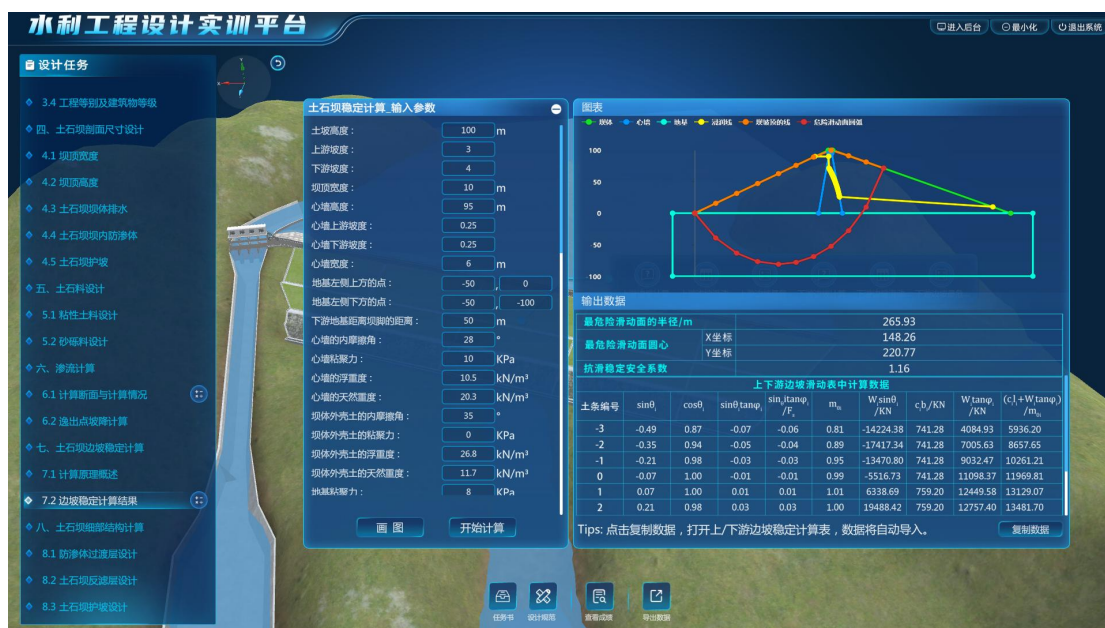 水利工程设计实训平台
进入后台 最小化 退出系统
设计任务
3.4 工程等别及建筑物等级
四、土石坝剖面尺寸设计
4.1 坝顶宽度
4.2 坝顶高度
4.3 土石坝坝体排水
4.4 土石坝坝内防渗体
4.5 土石坝护坡
五、土石料设计
5.1 粘性土料设计
5.2 砂砾料设计
六、渗流计算
6.1 计算断面与计算情况
6.2 逸出点坡降计算
七、土石坝边坡稳定计算
7.1 计算原理概述
7.2 边坡稳定计算结果
八、土石坝细部结构计算
8.1 防渗体过渡层设计
8.2 土石坝反滤层设计
8.3 土石坝护坡设计
土石坝稳定计算_输入参数
土坡高度： 100 m
上游坡度： 3
下游坡度： 4
坝顶宽度： 10 m
心墙高度： 95 m
心墙上游坡度： 0.25
心墙下游坡度： 0.25
心墙宽度： 6 m
地基左侧上方的点： -50 , 0
地基左侧下方的点： -50 , -100
下游地基距离坝脚的距离： 50 m
心墙的内摩擦角： 28 °
心墙粘聚力： 10 KPa
心墙的浮重度： 10.5 kN/m³
心墙的天然重度： 20.3 kN/m³
坝体外壳土的内摩擦角： 35 °
坝体外壳土的粘聚力： 0 KPa
坝体外壳土的浮重度： 26.8 kN/m³
坝体外壳土的天然重度： 11.7 kN/m³
地基粘聚力： 8 KPa
画图 开始计算
图表
坝体 心墙 地基 浸润线 坝坡顶的线 危险滑动面圆弧
100
50
0
50
100
输出数据
最危险滑动面的半径/m 265.93
最危险滑动面圆心 X坐标 148.26
Y坐标 220.77
抗滑稳定安全系数 1.16
上下游边坡滑动表中计算数据
土条编号 sinθᵢ cosθᵢ sinθᵢtanφᵢ sinᵢtanφᵢ/Fₛ m_θᵢ Wᵢsinθᵢ/KN cᵢbᵢ/KN Wᵢtanφᵢ/KN (cᵢlᵢ+Wᵢtanφᵢ)/m_θᵢ
-3 -0.49 0.87 -0.07 -0.06 0.81 -14224.38 741.28 4084.93 5936.20
-2 -0.35 0.94 -0.05 -0.04 0.89 -17417.34 741.28 7005.63 8657.65
-1 -0.21 0.98 -0.03 -0.03 0.95 -13470.80 741.28 9032.47 10261.21
0 -0.07 1.00 -0.01 -0.01 0.99 -5516.73 741.28 11098.37 11969.81
1 0.07 1.00 0.01 0.01 1.01 6338.69 759.20 12449.58 13129.07
2 0.21 0.98 0.03 0.03 1.00 19488.42 759.20 12757.40 13481.70
Tips: 点击复制数据，打开上/下游边坡稳定计算表，数据将自动导入。 复制数据
任务书 设计规范 查看成绩 导出数据